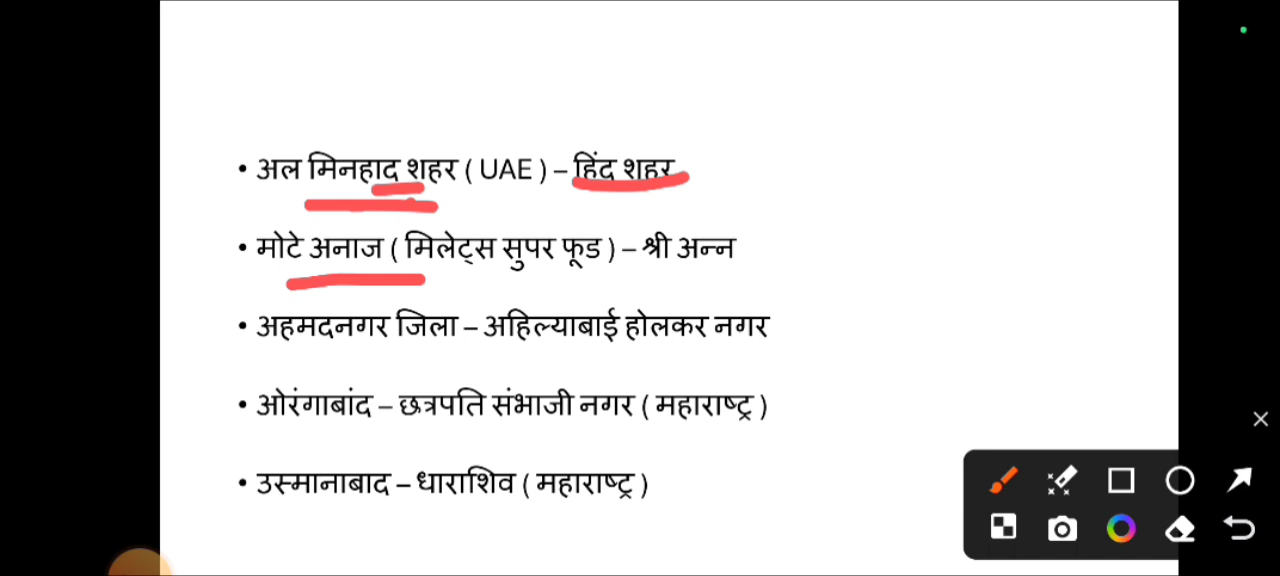 • अल मिनहाद शहर ( UAE ) – हिंद शहर
• मोटे अनाज ( मिलेट्स सुपर फूड ) – श्री अन्न
• अहमदनगर जिला – अहिल्याबाई होलकर नगर
• ओरंगाबांद – छत्रपति संभाजी नगर ( महाराष्ट्र )
• उस्मानाबाद – धाराशिव ( महाराष्ट्र )